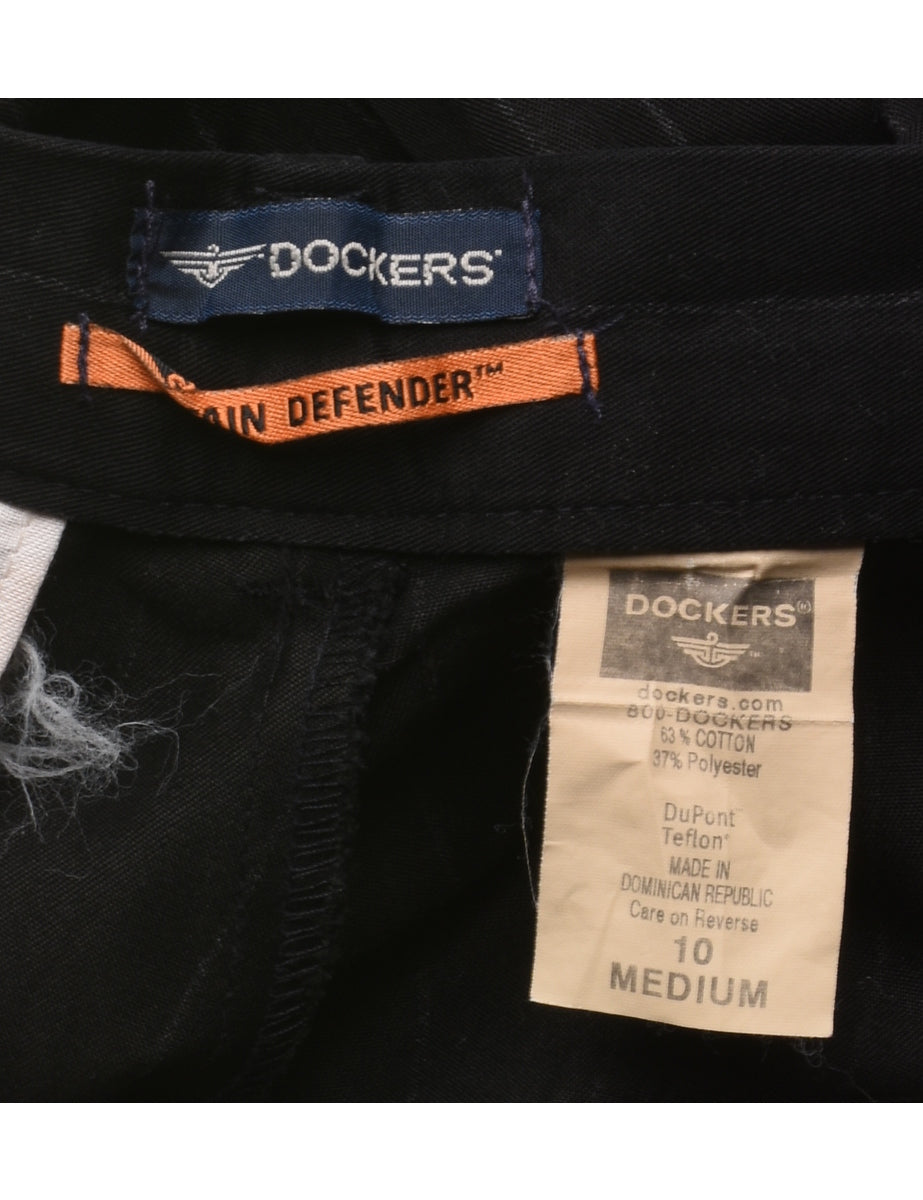 DOCKERS
AIN DEFENDER™
DOCKERS®
dockers.com
800-DOCKERS
63 % COTTON
37% Polyester
DuPont™
Teflon®
MADE IN
DOMINICAN REPUBLIC
Care on Reverse
10
MEDIUM